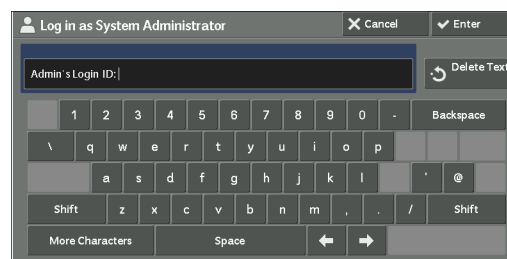 Log in as System Administrator Cancel Enter
Admin's Login ID:
Delete Text
1 2 3 4 5 6 7 8 9 0 - Backspace
\ q w e r t y u i o p
a s d f g h j k l ' @
Shift z x c v b n m , . / Shift
More Characters Space